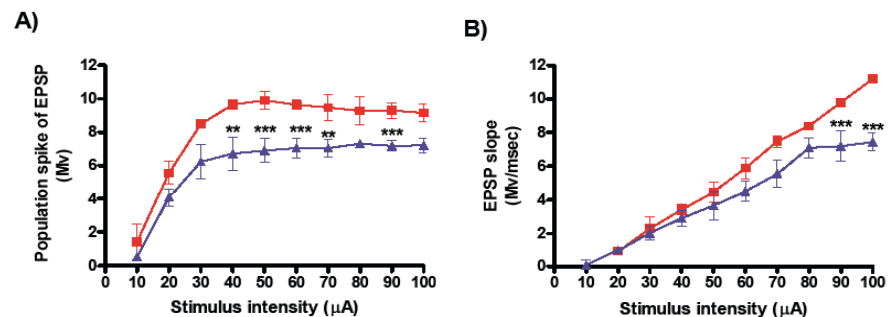 A)
Population spike of EPSP
(Mv)
12
10
8
6
4
2
0
** *** *** ** ***
0 10 20 30 40 50 60 70 80 90 100
Stimulus intensity (µA)
B)
EPSP slope
(Mv/msec)
12
10
8
6
4
2
0
*** ***
0 10 20 30 40 50 60 70 80 90 100
Stimulus intensity (µA)